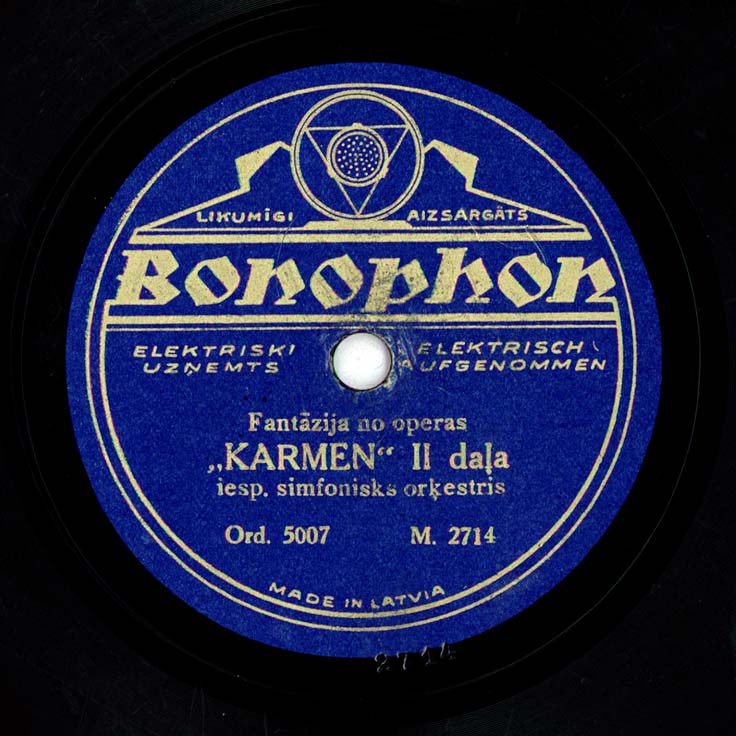 LIKUMĪGI AIZSARGĀTS
Bonophon
ELEKTRISKI ELEKTRISCH
UZŅEMTS AUFGENOMMEN
Fantāzija no operas
„KARMEN“ II daļa
iesp. simfonisks orķestris
Ord. 5007 M. 2714
MADE IN LATVIA
2714